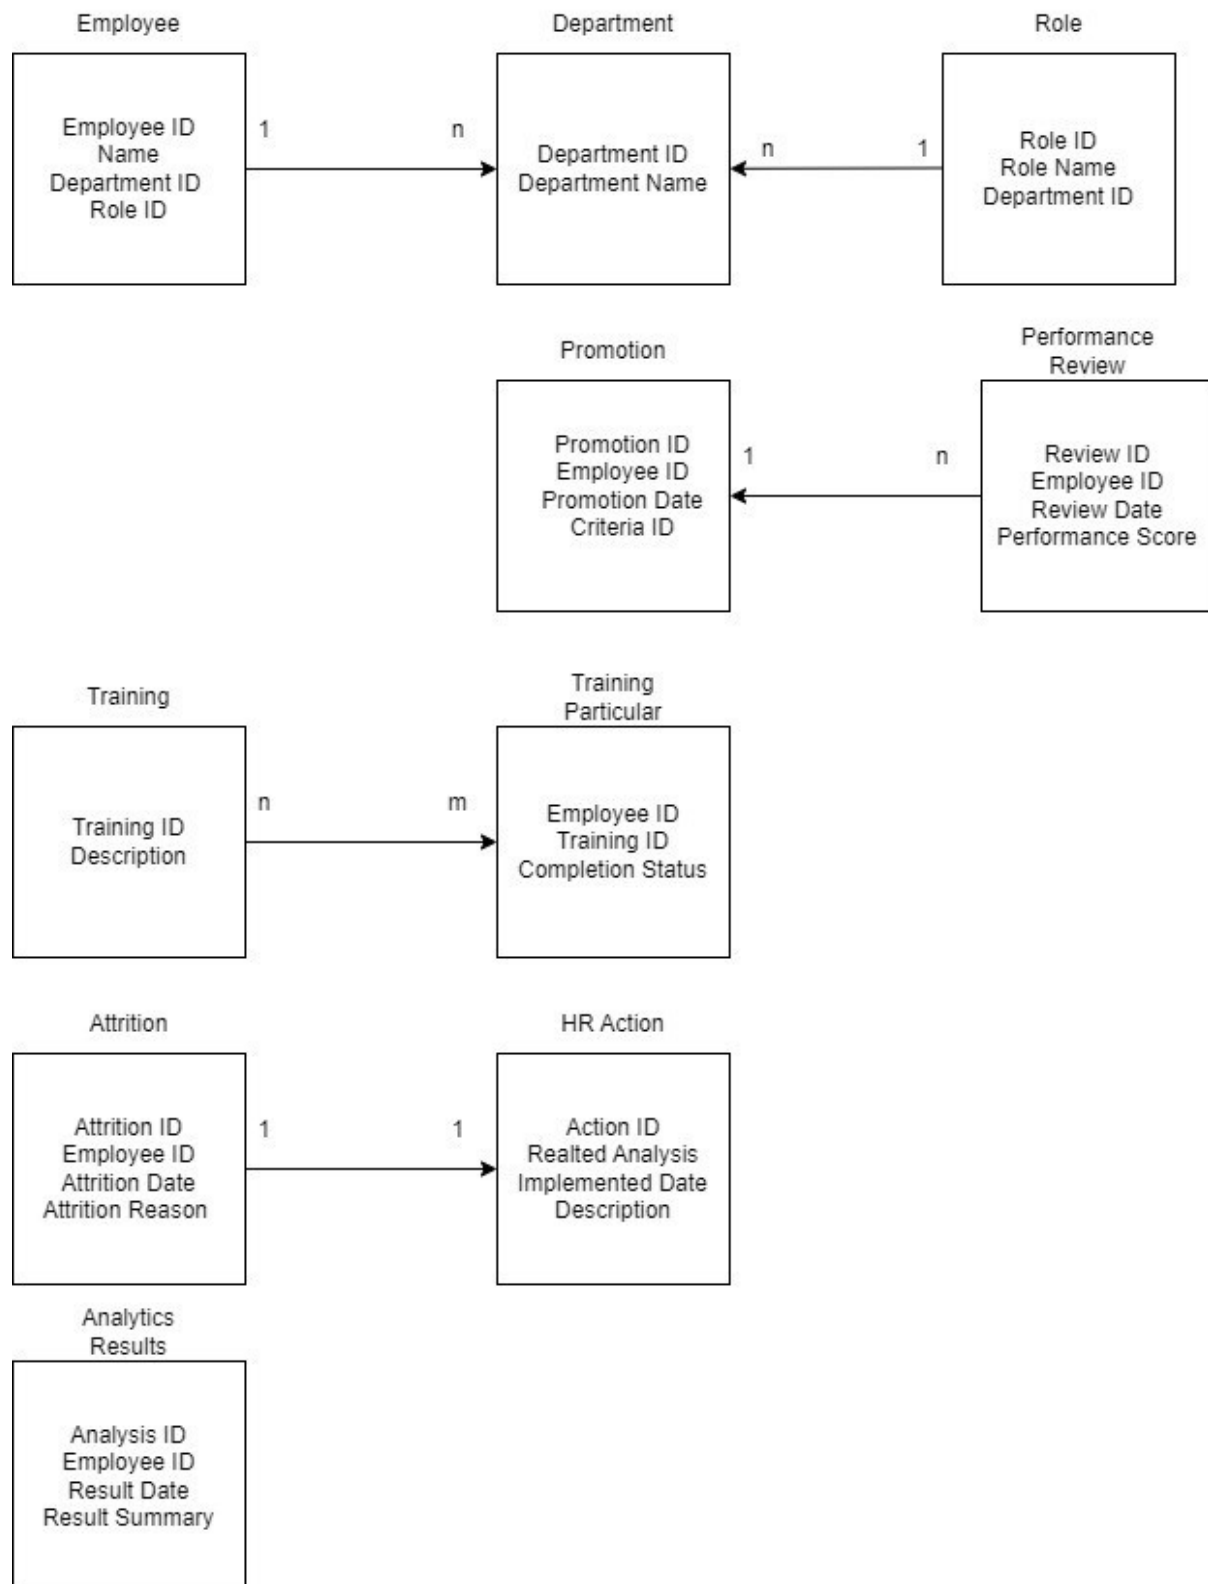 Employee
Department
Role
Employee ID
Name
Department ID
Role ID
1
n
Department ID
Department Name
n
1
Role ID
Role Name
Department ID
Promotion
Performance
Review
Promotion ID
Employee ID
Promotion Date
Criteria ID
1
n
Review ID
Employee ID
Review Date
Performance Score
Training
Training
Particular
Training ID
Description
n
m
Employee ID
Training ID
Completion Status
Attrition
HR Action
Attrition ID
Employee ID
Attrition Date
Attrition Reason
1
1
Action ID
Realted Analysis
Implemented Date
Description
Analytics
Results
Analysis ID
Employee ID
Result Date
Result Summary